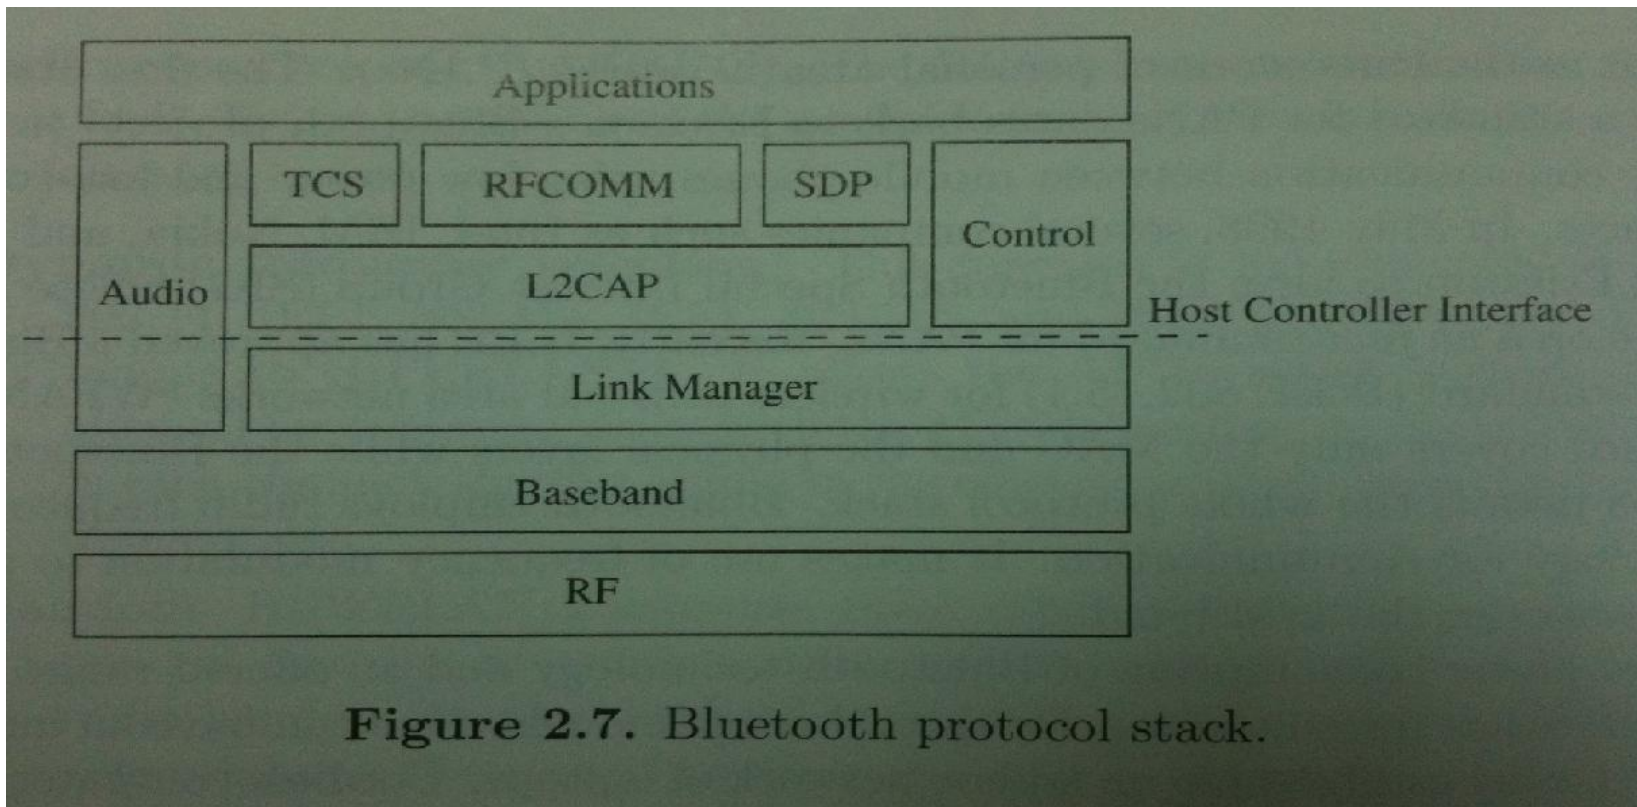 Applications
TCS RFCOMM SDP
Control
L2CAP
Audio
Host Controller Interface
Link Manager
Baseband
RF
Figure 2.7. Bluetooth protocol stack.